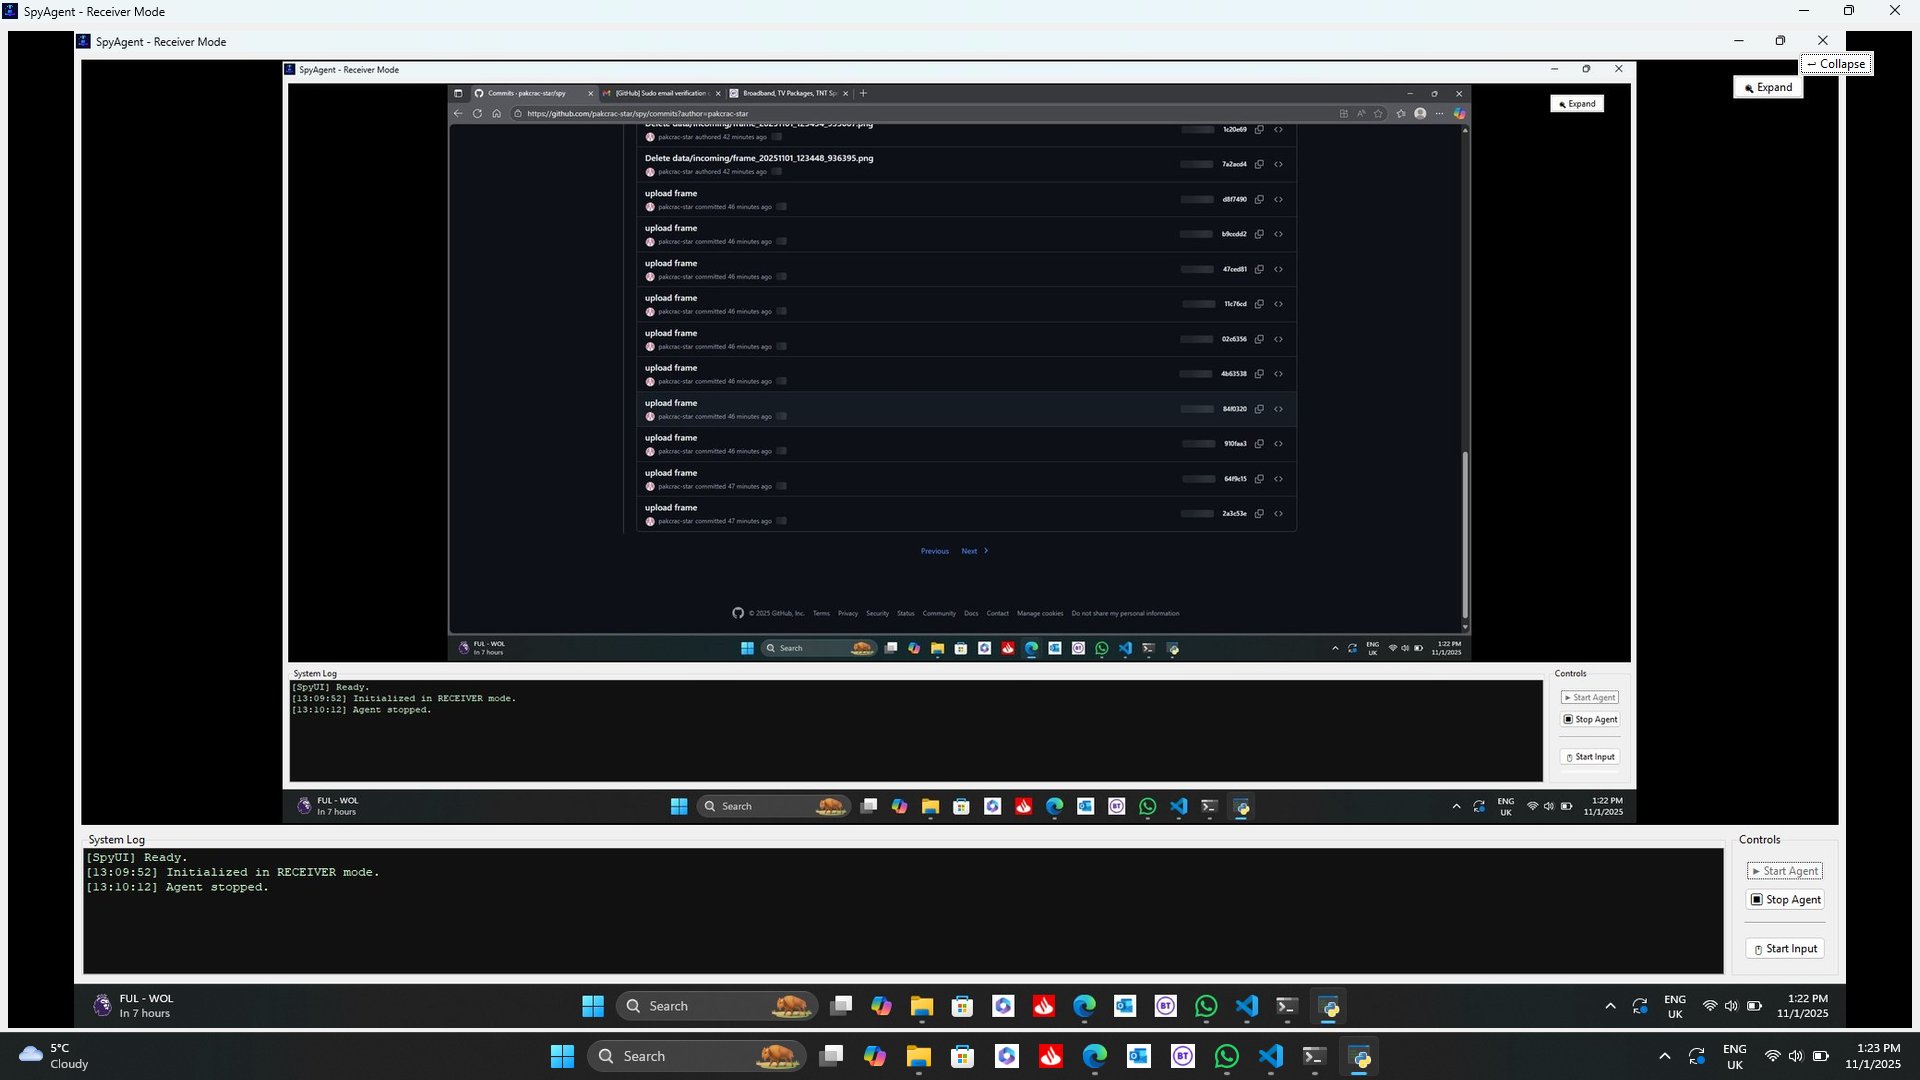 SpyAgent - Receiver Mode
SpyAgent - Receiver Mode
Collapse
SpyAgent - Receiver Mode
Expand
Commits · pakcrac-star/spy
[GitHub] Sudo email verification
Broadband, TV Packages, TNT Sp
Expand
https://github.com/pakcrac-star/spy/commits?author=pakcrac-star
pakcrac-star authored 42 minutes ago
1c20e69
Delete data/incoming/frame_20251101_123448_936395.png
pakcrac-star authored 42 minutes ago
7a2acd4
upload frame
pakcrac-star committed 46 minutes ago
d8f7490
upload frame
pakcrac-star committed 46 minutes ago
b9ccdd2
upload frame
pakcrac-star committed 46 minutes ago
47ced81
upload frame
pakcrac-star committed 46 minutes ago
11c76cd
upload frame
pakcrac-star committed 46 minutes ago
02c6356
upload frame
pakcrac-star committed 46 minutes ago
4b63538
upload frame
pakcrac-star committed 46 minutes ago
84f0320
upload frame
pakcrac-star committed 46 minutes ago
910faa3
upload frame
pakcrac-star committed 47 minutes ago
64f9c15
upload frame
pakcrac-star committed 47 minutes ago
2a3c53e
Previous Next
© 2025 GitHub, Inc. Terms Privacy Security Status Community Docs Contact Manage cookies Do not share my personal information
FUL - WOL
In 7 hours
Search
ENG
UK
1:22 PM
11/1/2025
System Log
[SpyUI] Ready.
[13:09:52] Initialized in RECEIVER mode.
[13:10:12] Agent stopped.
Controls
Start Agent
Stop Agent
Start Input
FUL - WOL
In 7 hours
Search
BT
ENG
UK
1:22 PM
11/1/2025
System Log
[SpyUI] Ready.
[13:09:52] Initialized in RECEIVER mode.
[13:10:12] Agent stopped.
Controls
Start Agent
Stop Agent
Start Input
FUL - WOL
In 7 hours
Search
BT
ENG
UK
1:22 PM
11/1/2025
5°C
Cloudy
Search
BT
ENG
UK
1:23 PM
11/1/2025